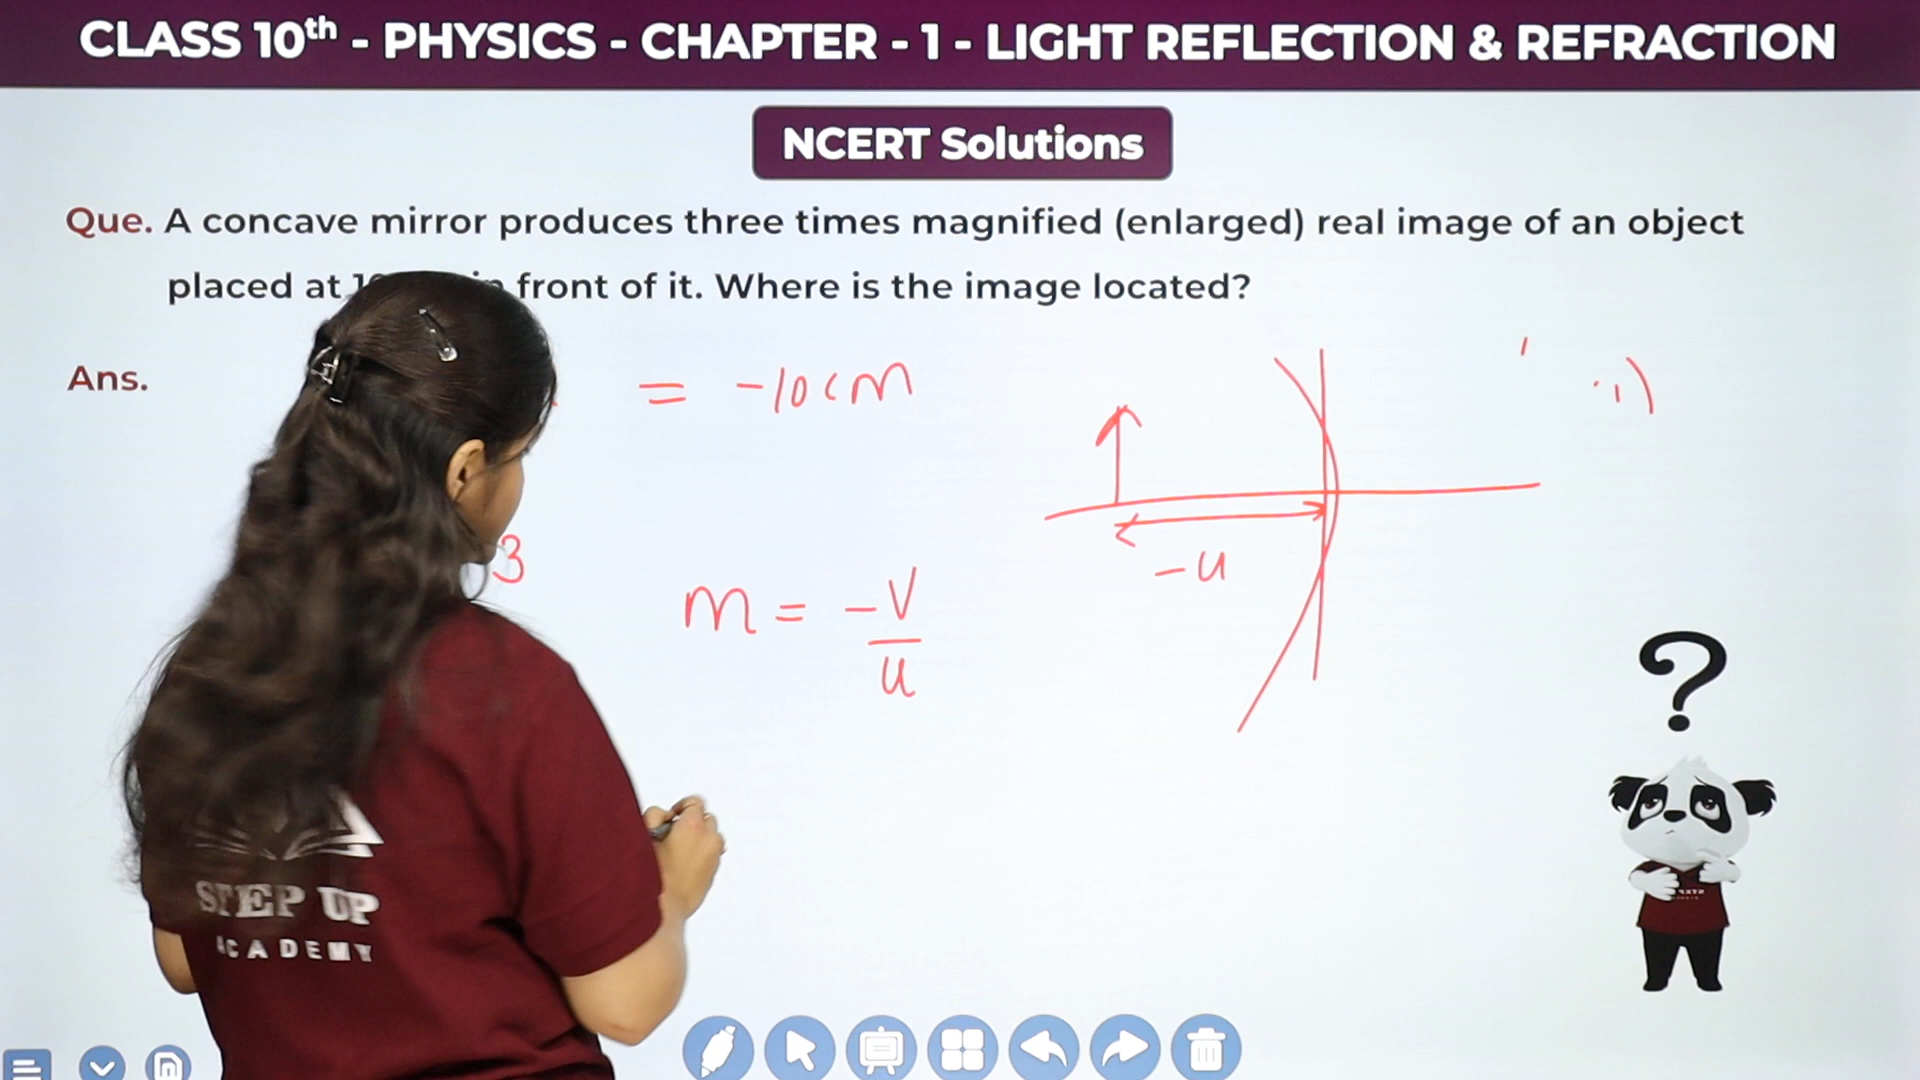 CLASS 10th - PHYSICS - CHAPTER - 1 - LIGHT REFLECTION & REFRACTION
NCERT Solutions
Que. A concave mirror produces three times magnified (enlarged) real image of an object
placed at front of it. Where is the image located?
Ans.
= -10cm
-u
3
m = -v/u
?
STEP UP
ACADEMY